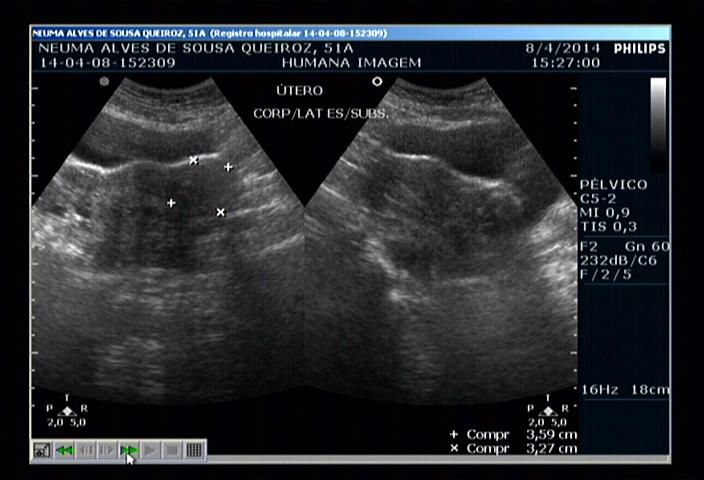 NEUMA ALVES DE SOUSA QUEIROZ, 51A (Registro hospitalar 14-04-08-152309)
NEUMA ALVES DE SOUSA QUEIROZ, 51A 8/4/2014 PHILIPS
14-04-08-152309 HUMANA IMAGEM 15:27:00
ÚTERO
CORP/LAT ES/SUBS.
PÉLVICO
C5-2
MI 0,9
TIS 0,3
F2 Gn 60
232dB/C6
F/2/5
16Hz 18cm
P R
2,0 5,0
P R
2,0 5,0
+ Compr 3,59 cm
× Compr 3,27 cm